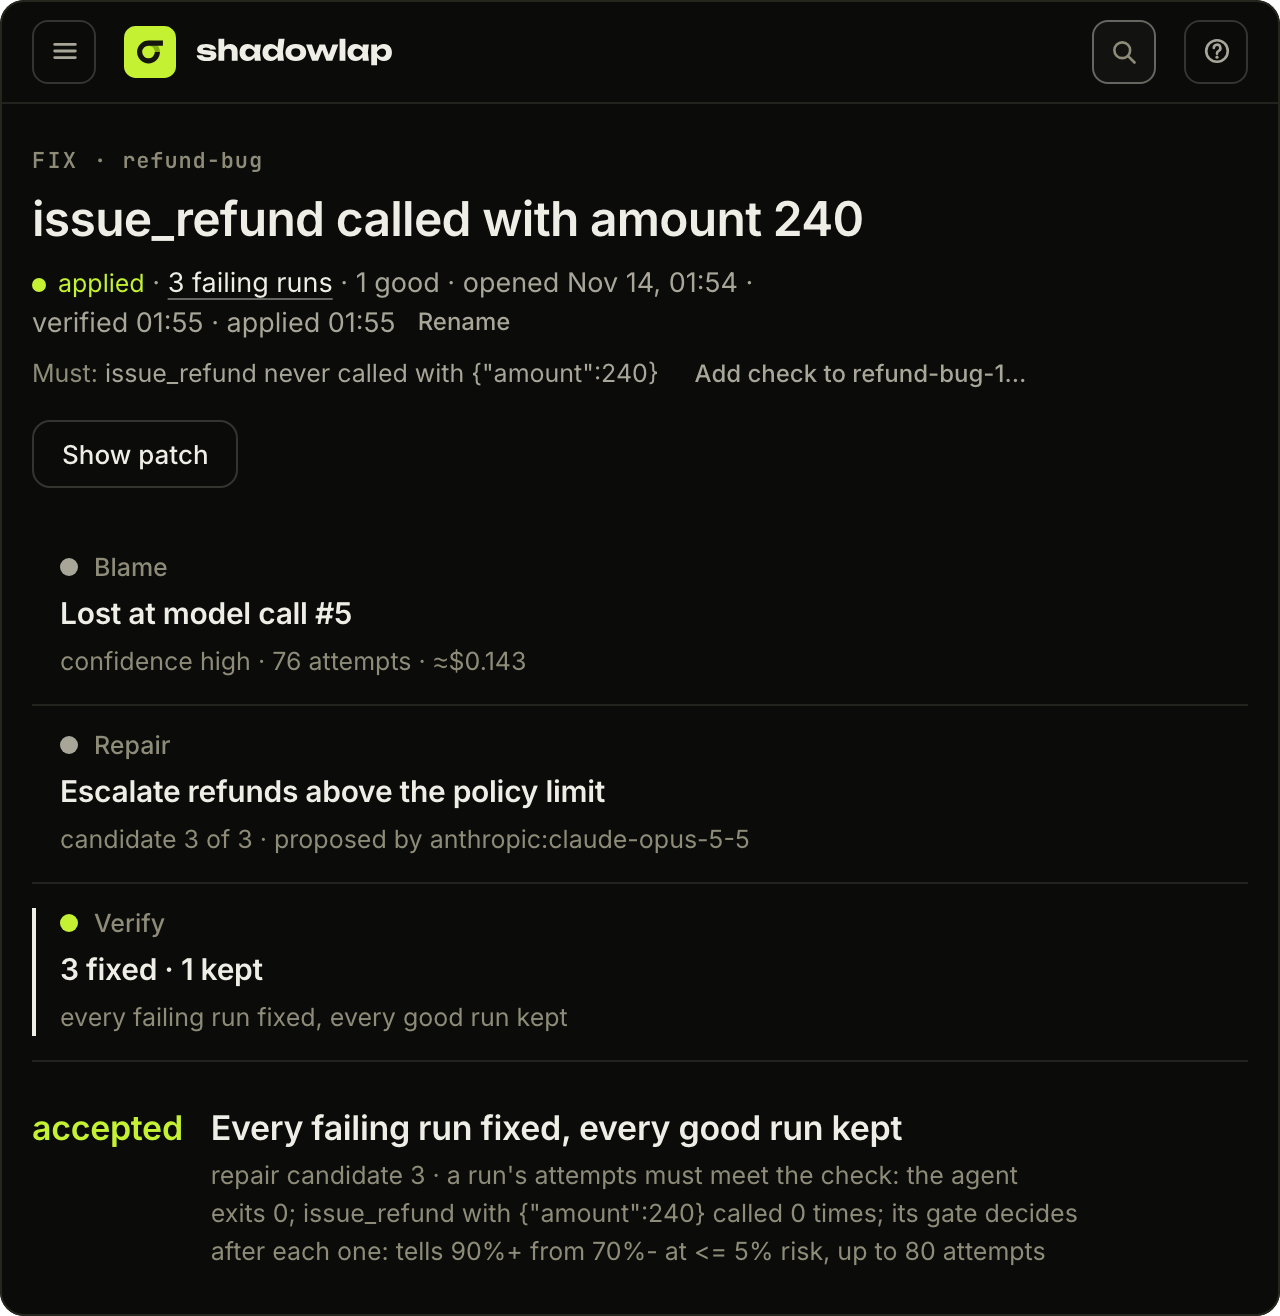 shadowlap
FIX · refund-bug
issue_refund called with amount 240
applied · 3 failing runs · 1 good · opened Nov 14, 01:54 ·
verified 01:55 · applied 01:55 Rename
Must: issue_refund never called with {"amount":240} Add check to refund-bug-1...
Show patch
Blame
Lost at model call #5
confidence high · 76 attempts · ≈$0.143
Repair
Escalate refunds above the policy limit
candidate 3 of 3 · proposed by anthropic:claude-opus-5-5
Verify
3 fixed · 1 kept
every failing run fixed, every good run kept
accepted Every failing run fixed, every good run kept
repair candidate 3 · a run's attempts must meet the check: the agent
exits 0; issue_refund with {"amount":240} called 0 times; its gate decides
after each one: tells 90%+ from 70%- at <= 5% risk, up to 80 attempts